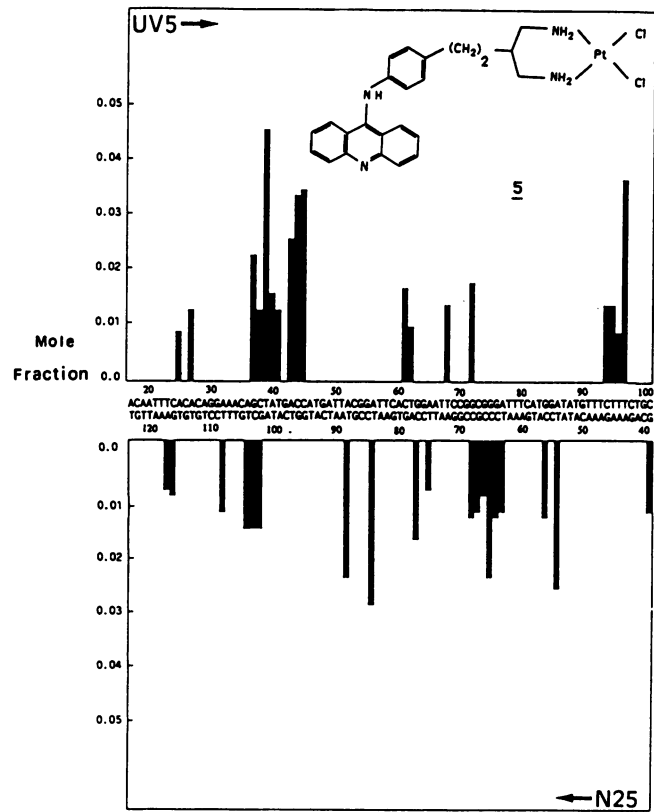 UV5
(CH₂)₂
NH₂
Cl
Pt
NH₂
Cl
NH
N
5
0.05
0.04
0.03
0.02
0.01
0.0
Mole
Fraction
20 30 40 50 60 70 80 90 100
ACAATTTCACACAGGAAACAGCTATGACCATGATTACGGATTCACTGGAATTCCGGCGGGATTTCATGGATATGTTTCTTTCTGC
TGTTAAAGTGTGTCCTTTGTCGATACTGGTACTAATGCCTAAGTGACCTTAAGGCCGCCCTAAAGTACCTATACAAAGAAAGACG
120 110 100 90 80 70 60 50 40
0.0
0.01
0.02
0.03
0.04
0.05
N25